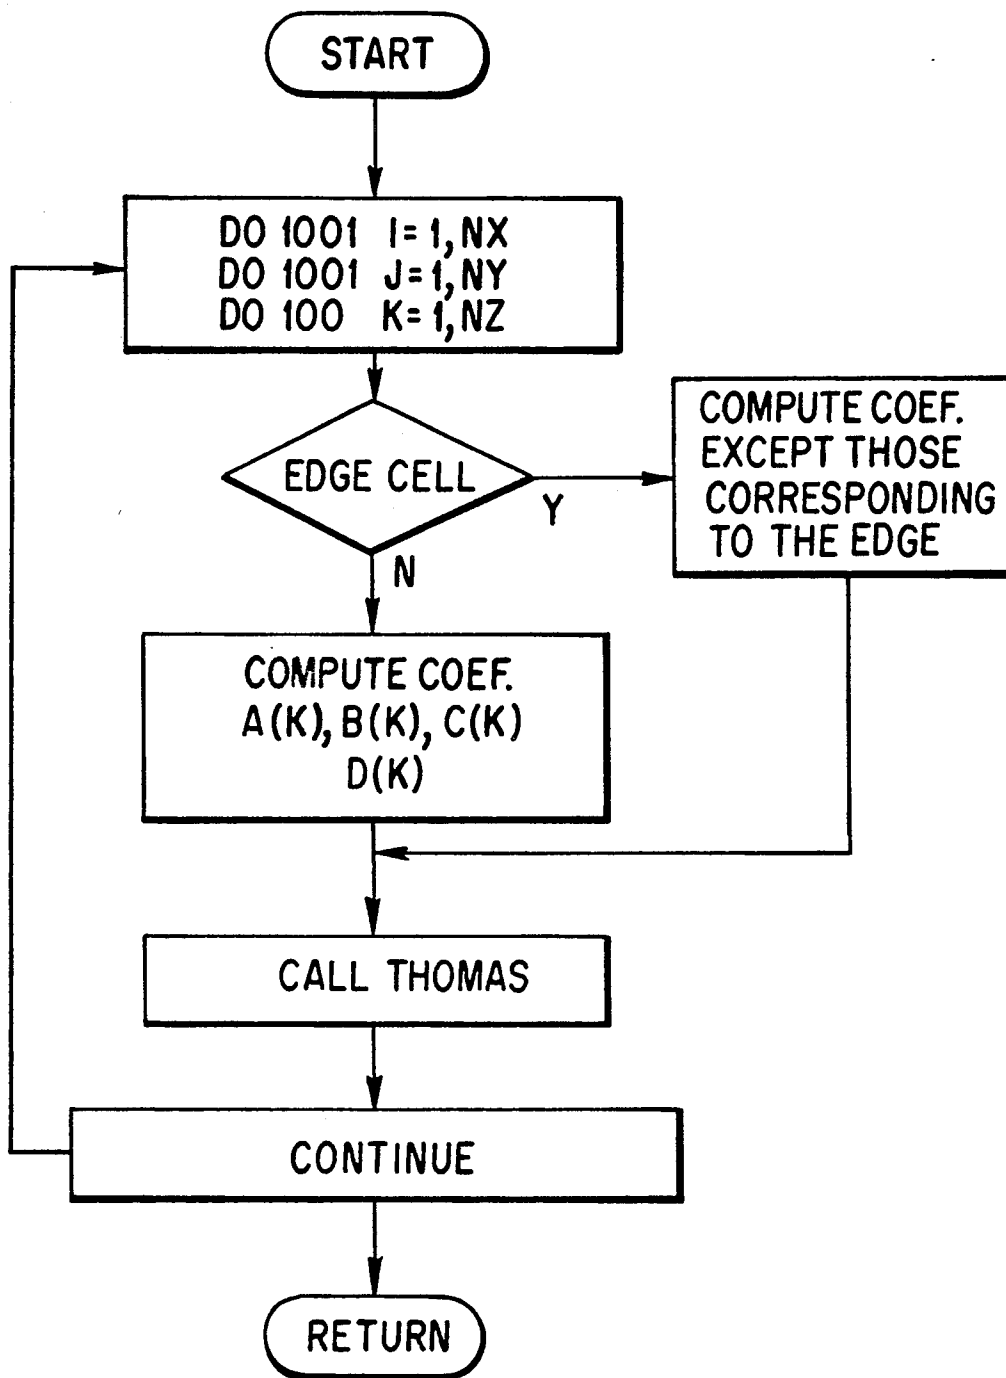 START
DO 1001 I=1,NX
DO 1001 J=1,NY
DO 100 K=1,NZ
EDGE CELL
Y
COMPUTE COEF.
EXCEPT THOSE
CORRESPONDING
TO THE EDGE
N
COMPUTE COEF.
A(K), B(K), C(K)
D(K)
CALL THOMAS
CONTINUE
RETURN